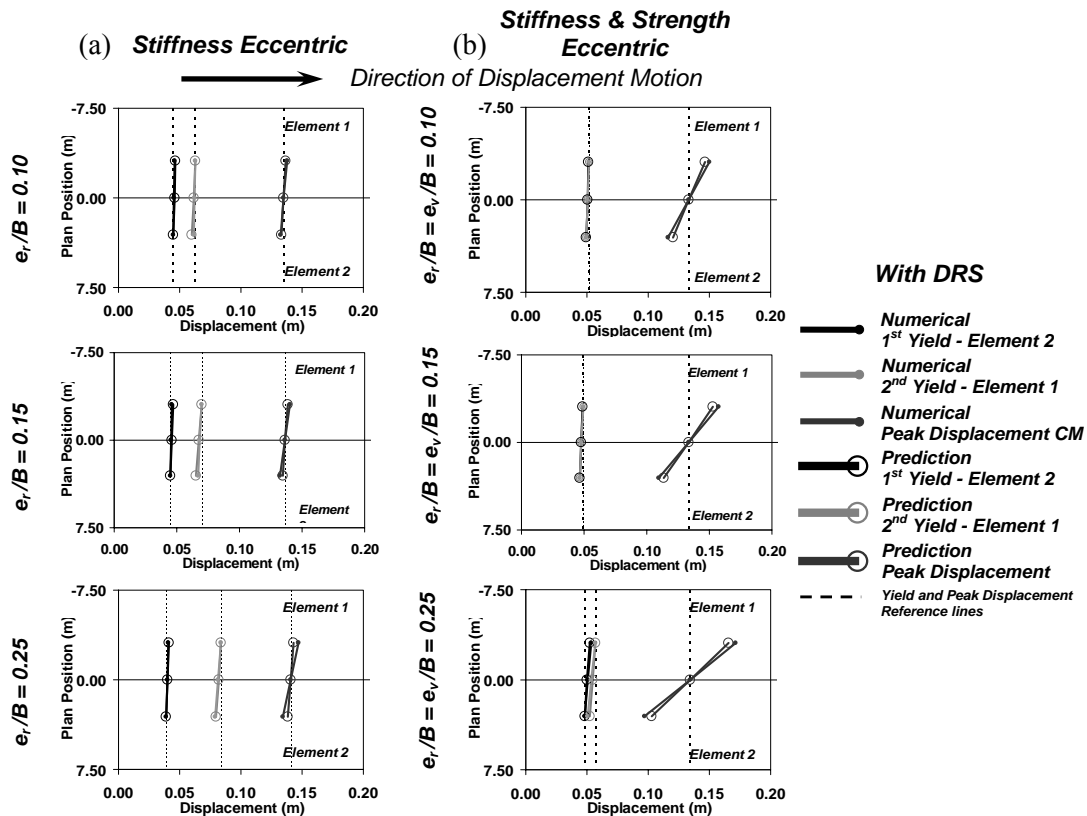 (a) Stiffness Eccentric
(b) Stiffness & Strength
Eccentric
Direction of Displacement Motion
e_r/B = 0.10
Plan Position (m)
-7.50
0.00
7.50
Element 1
Element 2
0.00 0.05 0.10 0.15 0.20
Displacement (m)
e_r/B = e_v/B = 0.10
Plan Position (m)
-7.50
0.00
7.50
Element 1
Element 2
0.00 0.05 0.10 0.15 0.20
Displacement (m)
e_r/B = 0.15
Plan Position (m)
-7.50
0.00
7.50
Element 1
Element
0.00 0.05 0.10 0.15 0.20
Displacement (m)
e_r/B = e_v/B = 0.15
Plan Position (m)
-7.50
0.00
7.50
Element 1
Element 2
0.00 0.05 0.10 0.15 0.20
Displacement (m)
e_r/B = 0.25
Plan Position (m)
-7.50
0.00
7.50
Element 1
Element 2
0.00 0.05 0.10 0.15 0.20
Displacement (m)
e_r/B = e_v/B = 0.25
Plan Position (m)
-7.50
0.00
7.50
Element 1
Element 2
0.00 0.05 0.10 0.15 0.20
Displacement (m)
With DRS
Numerical
1st Yield - Element 2
Numerical
2nd Yield - Element 1
Numerical
Peak Displacement CM
Prediction
1st Yield - Element 2
Prediction
2nd Yield - Element 1
Prediction
Peak Displacement
Yield and Peak Displacement
Reference lines